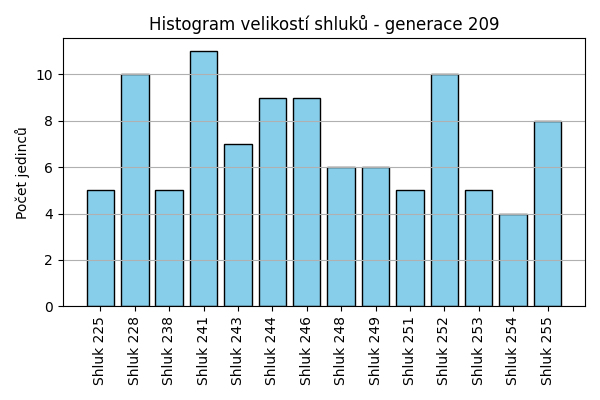 Histogram velikostí shluků - generace 209
Počet jedinců
10
8
6
4
2
0
Shluk 225
Shluk 228
Shluk 238
Shluk 241
Shluk 243
Shluk 244
Shluk 246
Shluk 248
Shluk 249
Shluk 251
Shluk 252
Shluk 253
Shluk 254
Shluk 255